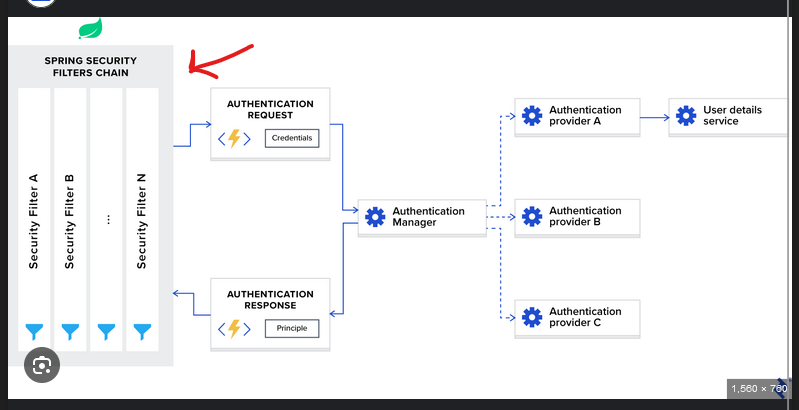 SPRING SECURITY
FILTERS CHAIN
Security Filter A
Security Filter B
...
Security Filter N
AUTHENTICATION
REQUEST
Credentials
AUTHENTICATION
RESPONSE
Principle
Authentication
Manager
Authentication
provider A
User details
service
Authentication
provider B
Authentication
provider C
1,560 × 760